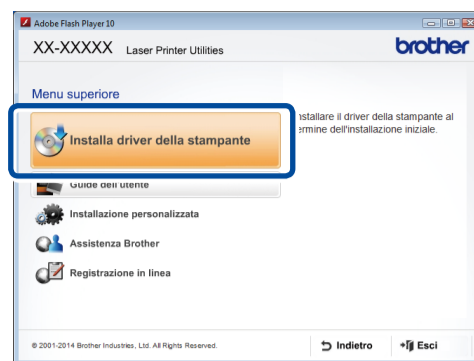 Adobe Flash Player 10
XX-XXXXX Laser Printer Utilities
brother
Menu superiore
Installa driver della stampante
nstallare il driver della stampante al
ermine dell'installazione iniziale.
Guide dell'utente
Installazione personalizzata
Assistenza Brother
Registrazione in linea
© 2001-2014 Brother Industries, Ltd. All Rights Reserved.
Indietro
Esci